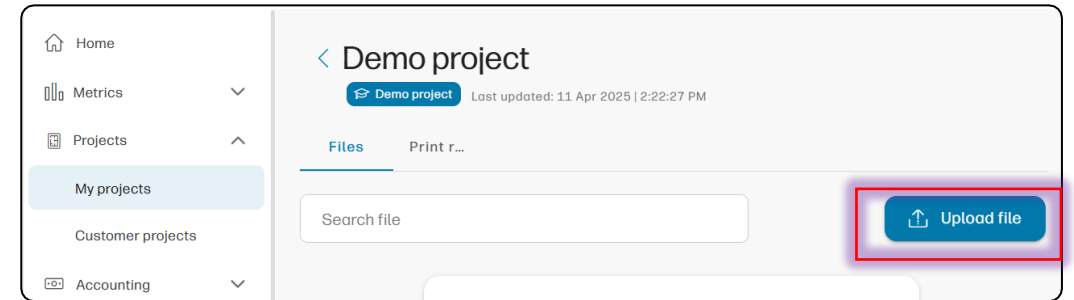 Home
Metrics
Projects
My projects
Customer projects
Accounting
Demo project
Demo project Last updated: 11 Apr 2025 | 2:22:27 PM
Files Print r...
Search file
Upload file